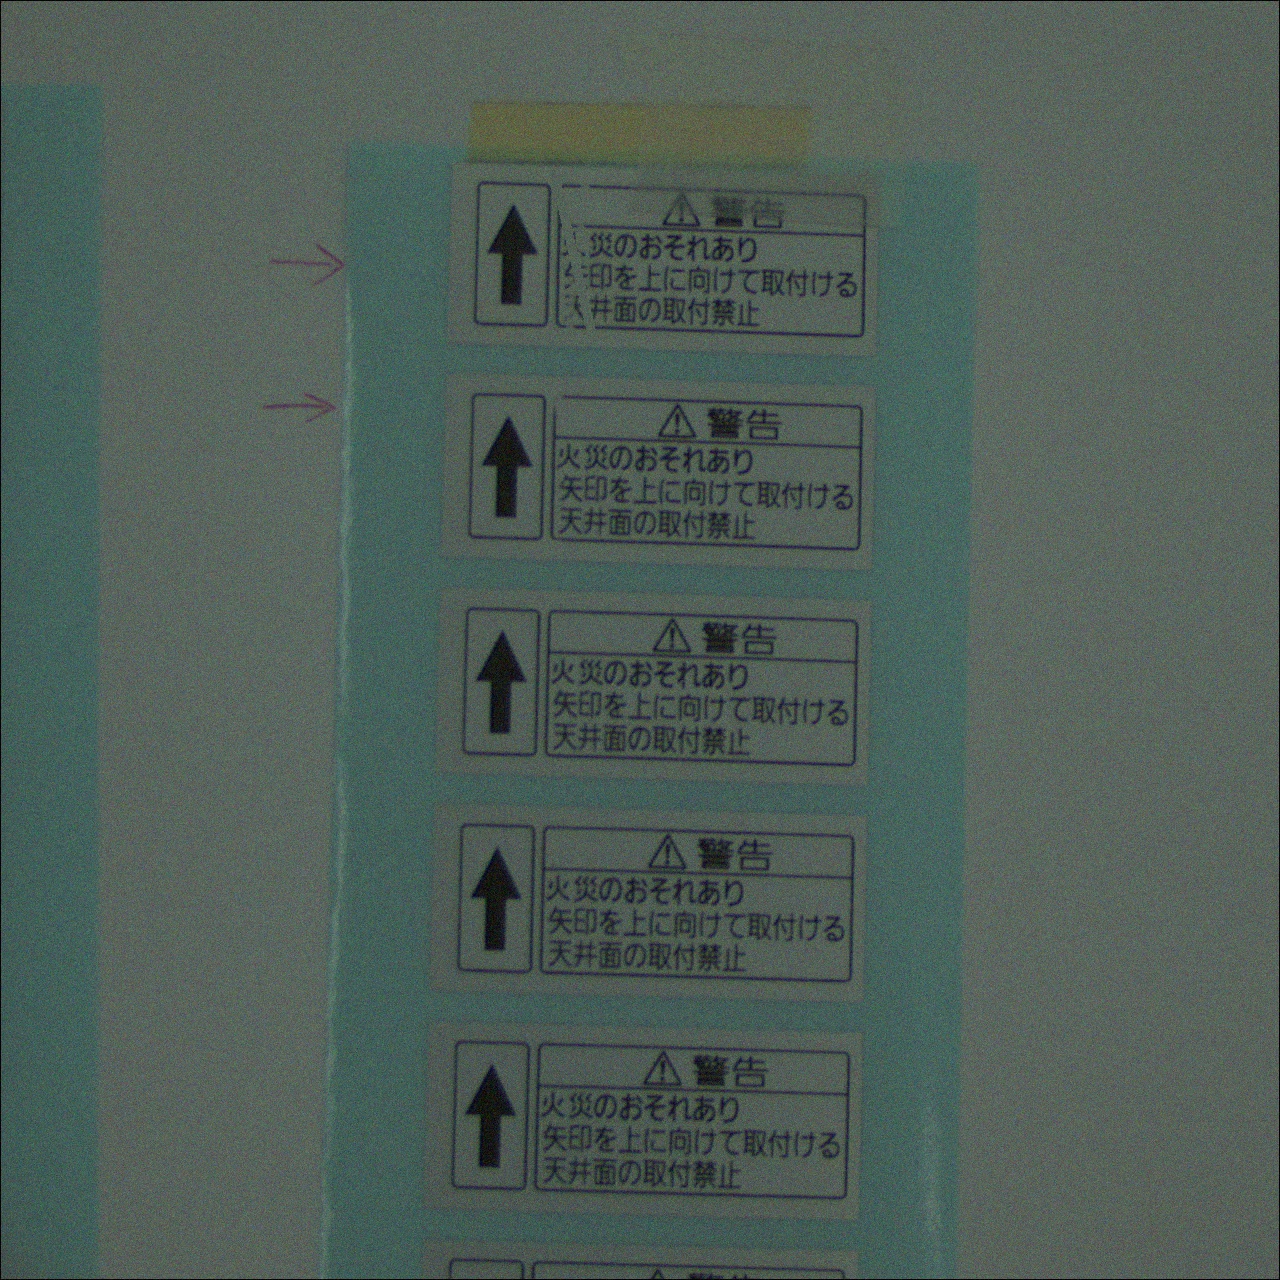 警告
災のおそれあり
印を上に向けて取付ける
井面の取付禁止
警告
火災のおそれあり
矢印を上に向けて取付ける
天井面の取付禁止
警告
火災のおそれあり
矢印を上に向けて取付ける
天井面の取付禁止
警告
火災のおそれあり
矢印を上に向けて取付ける
天井面の取付禁止
警告
火災のおそれあり
矢印を上に向けて取付ける
天井面の取付禁止